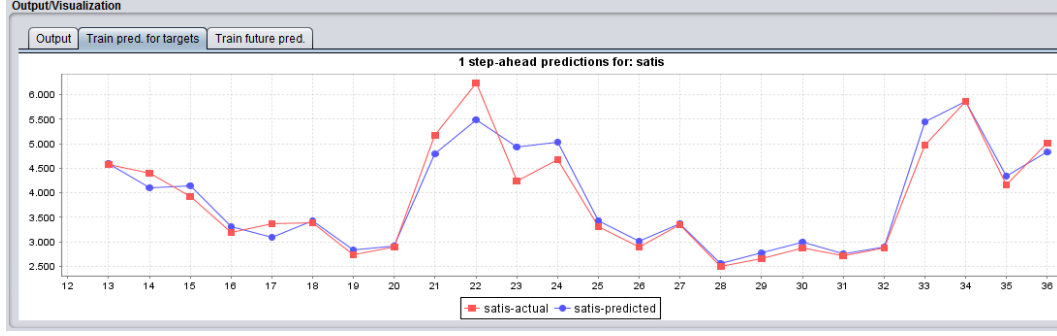 Output/Visualization
Output Train pred. for targets Train future pred.
1 step-ahead predictions for: satis
6.000
5.500
5.000
4.500
4.000
3.500
3.000
2.500
12 13 14 15 16 17 18 19 20 21 22 23 24 25 26 27 28 29 30 31 32 33 34 35 36
satis-actual satis-predicted